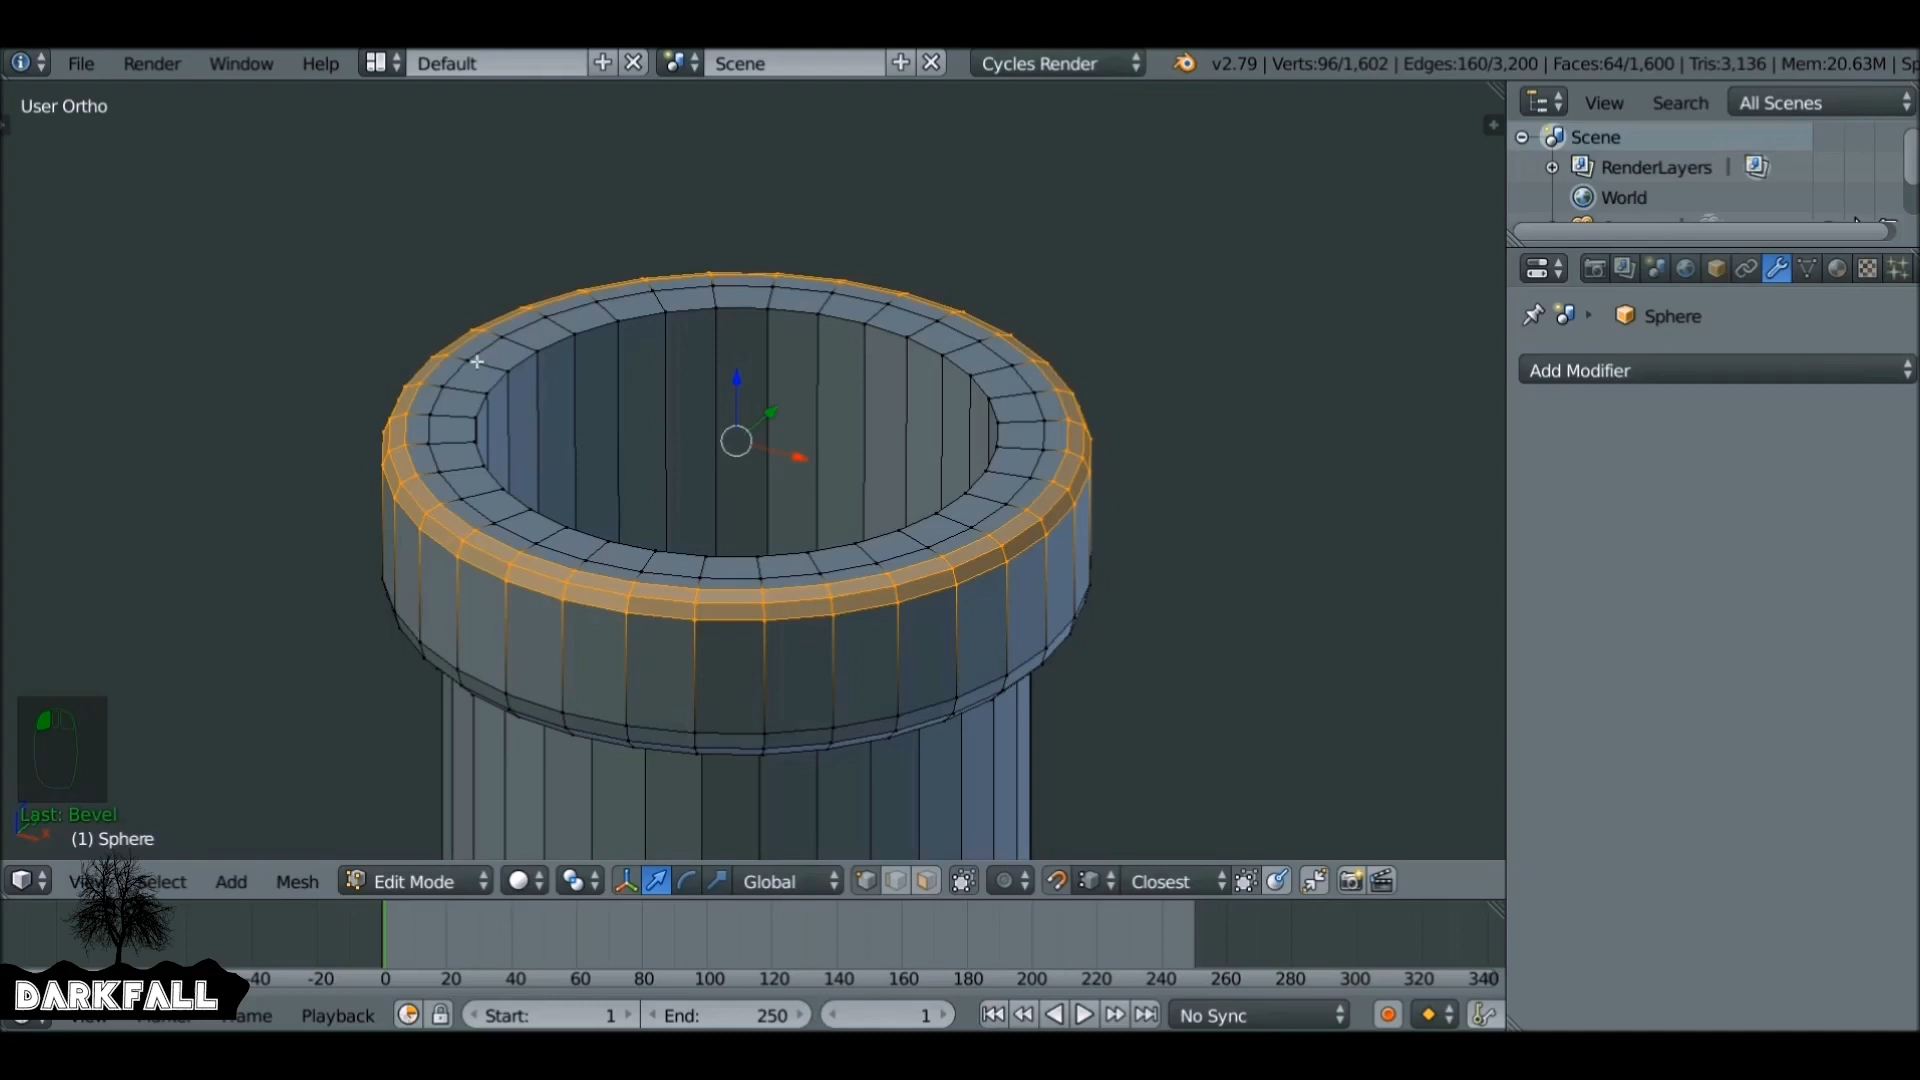 File Render Window Help Default Scene Cycles Render v2.79 | Verts:96/1,602 | Edges:160/3,200 | Faces:64/1,600 | Tris:3,136 | Mem:20.63M | Sp
User Ortho
View Search All Scenes
Scene
RenderLayers |
World
Sphere
Add Modifier
Last: Bevel
(1) Sphere
Select Add Mesh Edit Mode Global Closest
-40 -20 0 20 40 60 80 100 120 140 160 180 200 220 240 260 280 300 320 340
DARKFALL
Playback Start: 1 End: 250 1 No Sync